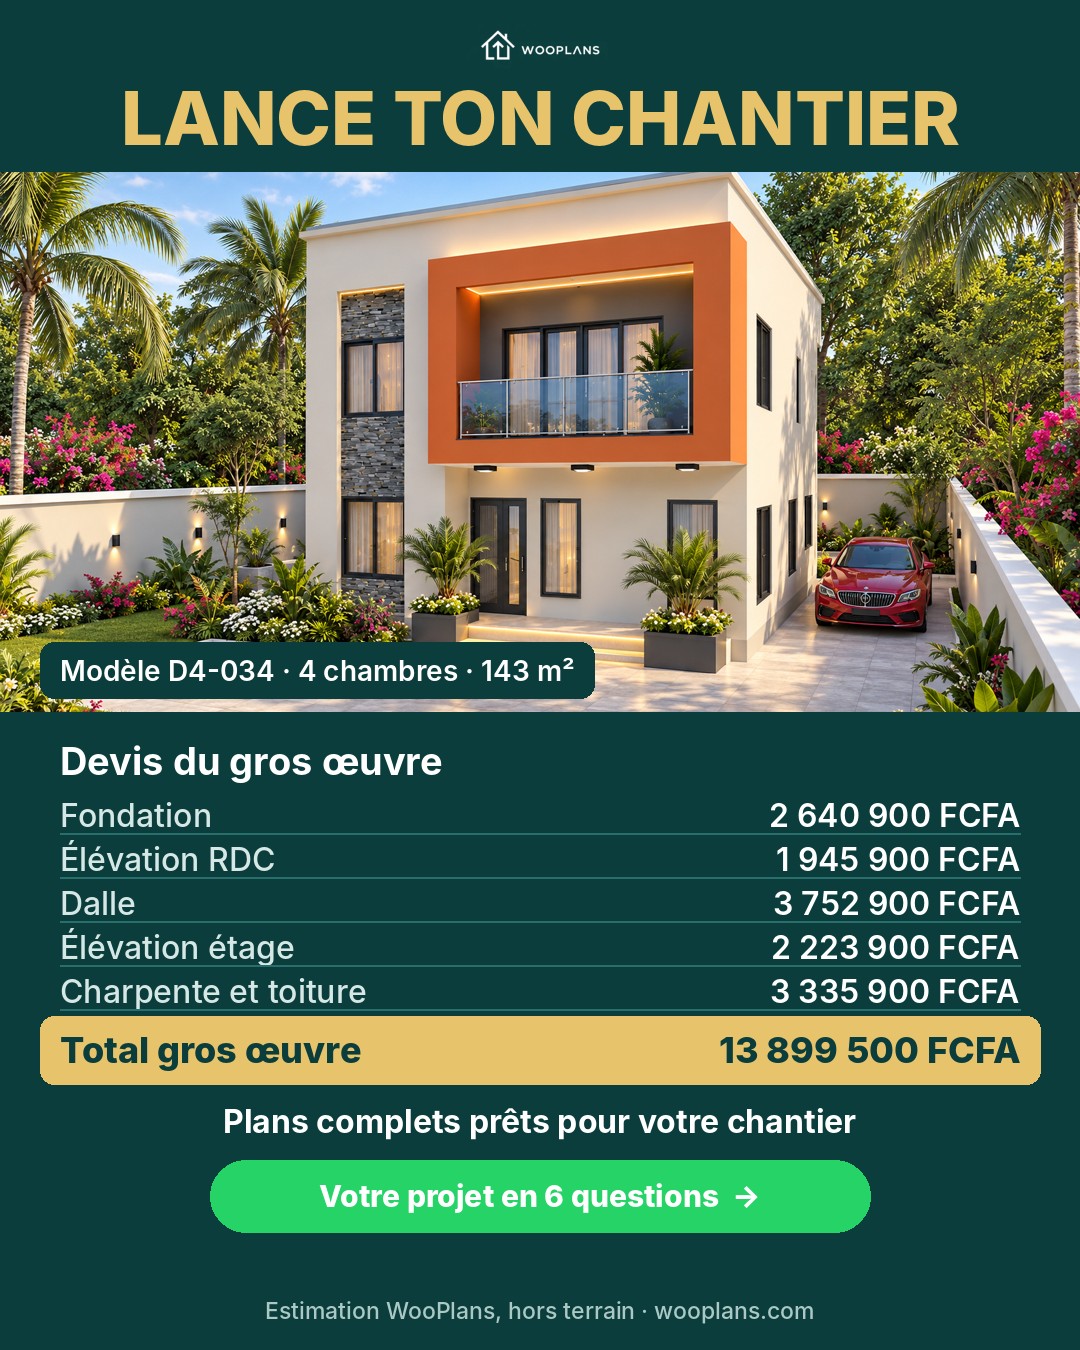 WOOPLANS
LANCE TON CHANTIER
Modèle D4-034 · 4 chambres · 143 m²
Devis du gros œuvre
Fondation 2 640 900 FCFA
Élévation RDC 1 945 900 FCFA
Dalle 3 752 900 FCFA
Élévation étage 2 223 900 FCFA
Charpente et toiture 3 335 900 FCFA
Total gros œuvre 13 899 500 FCFA
Plans complets prêts pour votre chantier
Votre projet en 6 questions →
Estimation WooPlans, hors terrain · wooplans.com